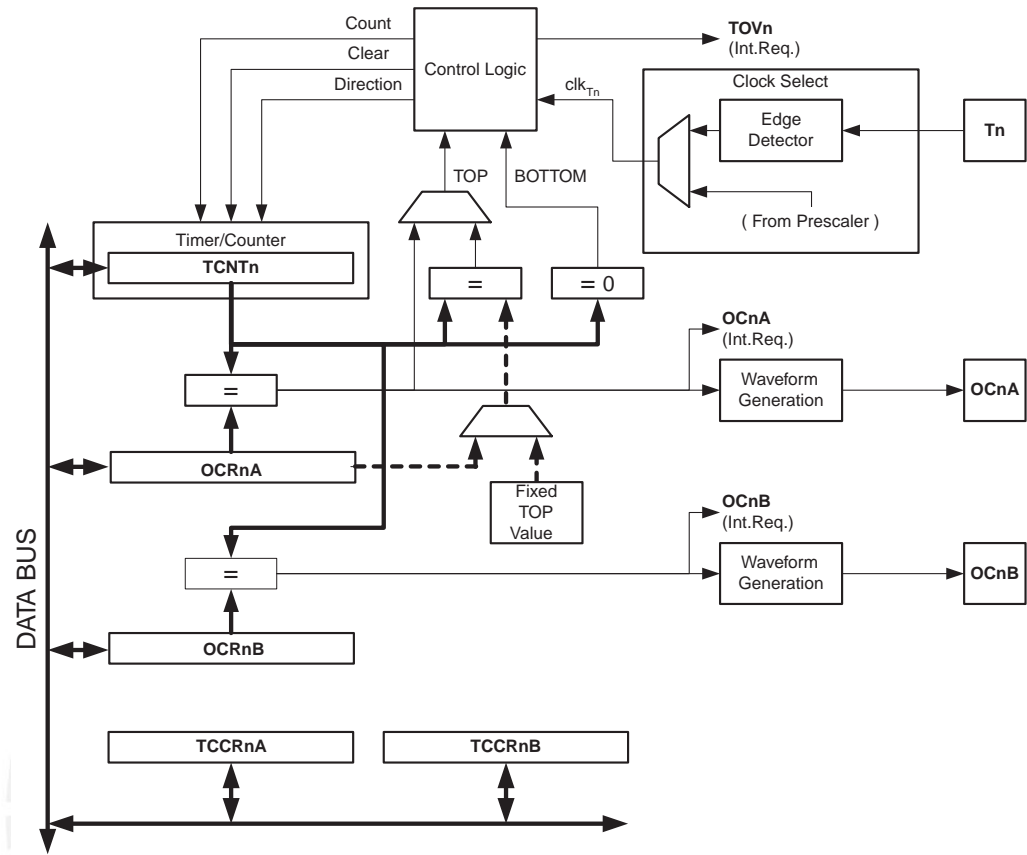 Count
Clear
Direction
Control Logic
TOVn
(Int.Req.)
clkTn
Clock Select
Edge
Detector
Tn
( From Prescaler )
TOP
BOTTOM
Timer/Counter
TCNTn
=
= 0
OCnA
(Int.Req.)
=
Waveform
Generation
OCnA
OCRnA
Fixed
TOP
Value
OCnB
(Int.Req.)
=
Waveform
Generation
OCnB
OCRnB
TCCRnA
TCCRnB
DATA BUS